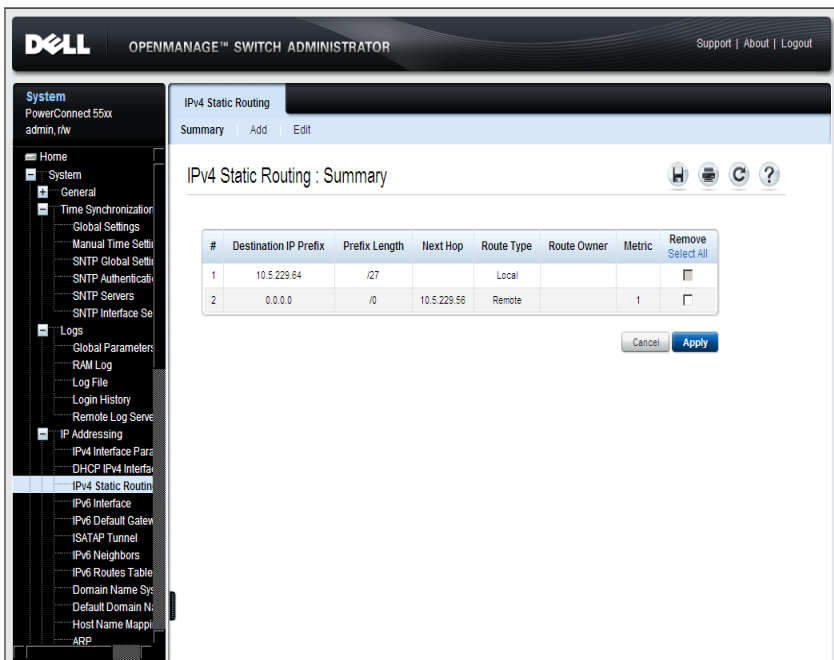 DELL OPENMANAGE™ SWITCH ADMINISTRATOR Support | About | Logout
System
PowerConnect 55xx
admin, r/w
Home
System
General
Time Synchronization
Global Settings
Manual Time Settin
SNTP Global Settin
SNTP Authenticatio
SNTP Servers
SNTP Interface Se
Logs
Global Parameters
RAM Log
Log File
Login History
Remote Log Serve
IP Addressing
IPv4 Interface Para
DHCP IPv4 Interfac
IPv4 Static Routing
IPv6 Interface
IPv6 Default Gatew
ISATAP Tunnel
IPv6 Neighbors
IPv6 Routes Table
Domain Name Sys
Default Domain Na
Host Name Mappi
ARP
IPv4 Static Routing
Summary Add Edit
IPv4 Static Routing : Summary
# Destination IP Prefix Prefix Length Next Hop Route Type Route Owner Metric Remove
Select All
1 10.5.229.64 /27 Local
2 0.0.0.0 /0 10.5.229.56 Remote 1
Cancel Apply